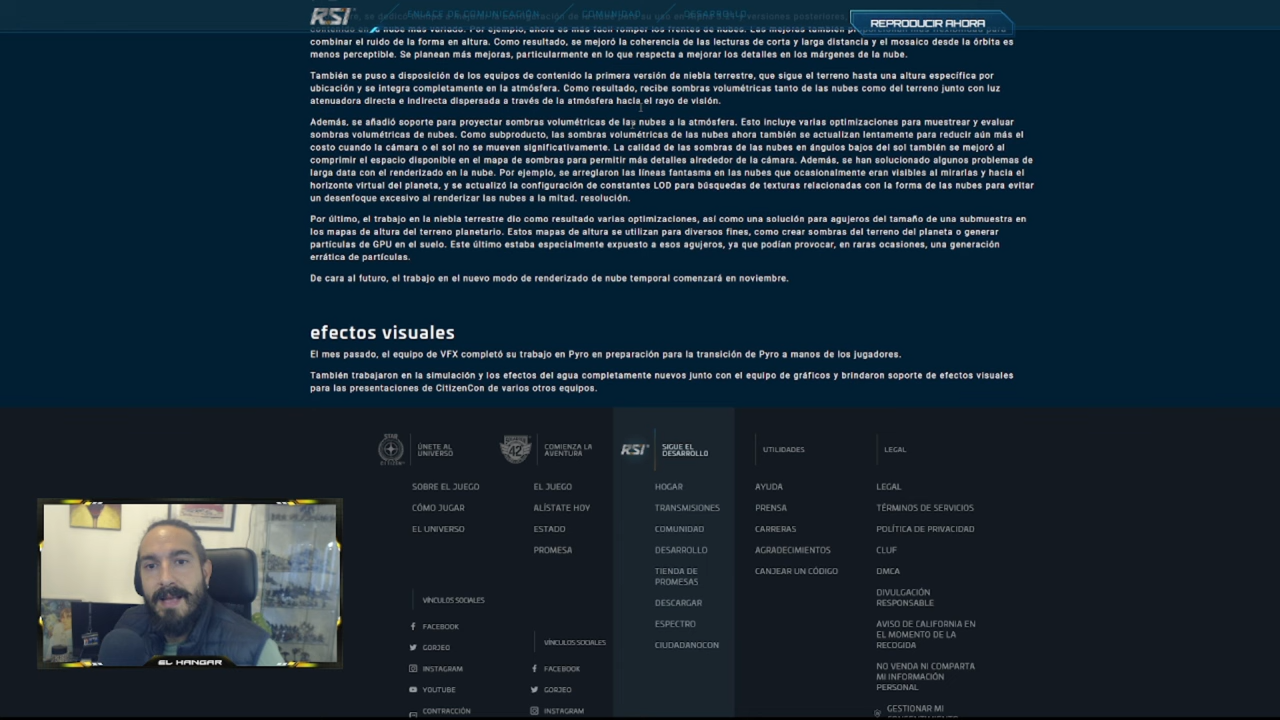 RSI
ENLACE DE COMUNICACIÓN
COMUNIDAD
DESARROLLO
REPRODUCIR AHORA
combinar el ruido de la forma en altura. Como resultado, se mejoró la coherencia de las lecturas de corta y larga distancia y el mosaico desde la órbita es
menos perceptible. Se planean más mejoras, particularmente en lo que respecta a mejorar los detalles en los márgenes de la nube.
También se puso a disposición de los equipos de contenido la primera versión de niebla terrestre, que sigue el terreno hasta una altura específica por
ubicación y se integra completamente en la atmósfera. Como resultado, recibe sombras volumétricas tanto de las nubes como del terreno junto con luz
atenuadora directa e indirecta dispersada a través de la atmósfera hacia el rayo de visión.
Además, se añadió soporte para proyectar sombras volumétricas de las nubes a la atmósfera. Esto incluye varias optimizaciones para muestrear y evaluar
sombras volumétricas de nubes. Como subproducto, las sombras volumétricas de las nubes ahora también se actualizan lentamente para reducir aún más el
costo cuando la cámara o el sol no se mueven significativamente. La calidad de las sombras de las nubes en ángulos bajos del sol también se mejoró al
comprimir el espacio disponible en el mapa de sombras para permitir más detalles alrededor de la cámara. Además, se han solucionado algunos problemas de
larga data con el renderizado en la nube. Por ejemplo, se arreglaron las líneas fantasma en las nubes que ocasionalmente eran visibles al mirarlas y hacia el
horizonte virtual del planeta, y se actualizó la configuración de constantes LOD para búsquedas de texturas relacionadas con la forma de las nubes para evitar
un desenfoque excesivo al renderizar las nubes a la mitad. resolución.
Por último, el trabajo en la niebla terrestre dio como resultado varias optimizaciones, así como una solución para agujeros del tamaño de una submuestra en
los mapas de altura del terreno planetario. Estos mapas de altura se utilizan para diversos fines, como crear sombras del terreno del planeta o generar
partículas de GPU en el suelo. Este último estaba especialmente expuesto a esos agujeros, ya que podían provocar, en raras ocasiones, una generación
errática de partículas.
De cara al futuro, el trabajo en el nuevo modo de renderizado de nube temporal comenzará en noviembre.
efectos visuales
El mes pasado, el equipo de VFX completó su trabajo en Pyro en preparación para la transición de Pyro a manos de los jugadores.
También trabajaron en la simulación y los efectos del agua completamente nuevos junto con el equipo de gráficos y brindaron soporte de efectos visuales
para las presentaciones de CitizenCon de varios otros equipos.
ÚNETE AL
UNIVERSO
SOBRE EL JUEGO
CÓMO JUGAR
EL UNIVERSO
VÍNCULOS SOCIALES
FACEBOOK
GORJEO
INSTAGRAM
YOUTUBE
CONTRACCIÓN
42
COMIENZA LA
AVENTURA
EL JUEGO
ALÍSTATE HOY
ESTADO
PROMESA
VÍNCULOS SOCIALES
FACEBOOK
GORJEO
INSTAGRAM
RSI
SIGUE EL
DESARROLLO
HOGAR
TRANSMISIONES
COMUNIDAD
DESARROLLO
TIENDA DE
PROMESAS
DESCARGAR
ESPECTRO
CIUDADANOCON
UTILIDADES
AYUDA
PRENSA
CARRERAS
AGRADECIMIENTOS
CANJEAR UN CÓDIGO
LEGAL
LEGAL
TÉRMINOS DE SERVICIOS
POLÍTICA DE PRIVACIDAD
CLUF
DMCA
DIVULGACIÓN
RESPONSABLE
AVISO DE CALIFORNIA EN
EL MOMENTO DE LA
RECOGIDA
NO VENDA NI COMPARTA
MI INFORMACIÓN
PERSONAL
GESTIONAR MI
EL HANGAR